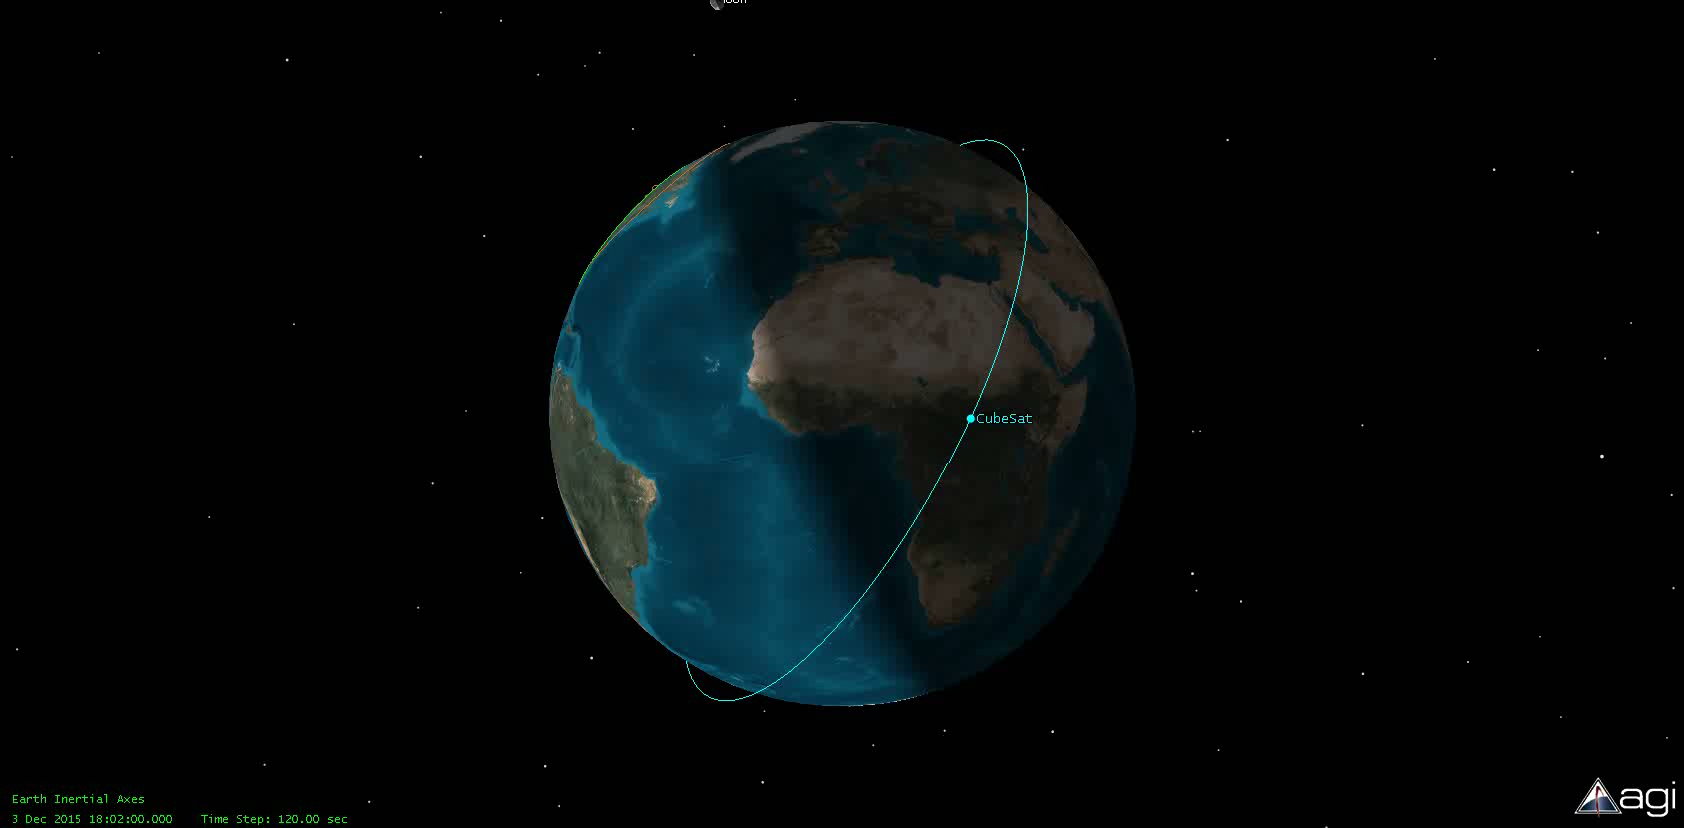 CubeSat
Earth Inertial Axes
3 Dec 2015 18:02:00.000 Time Step: 120.00 sec
agi